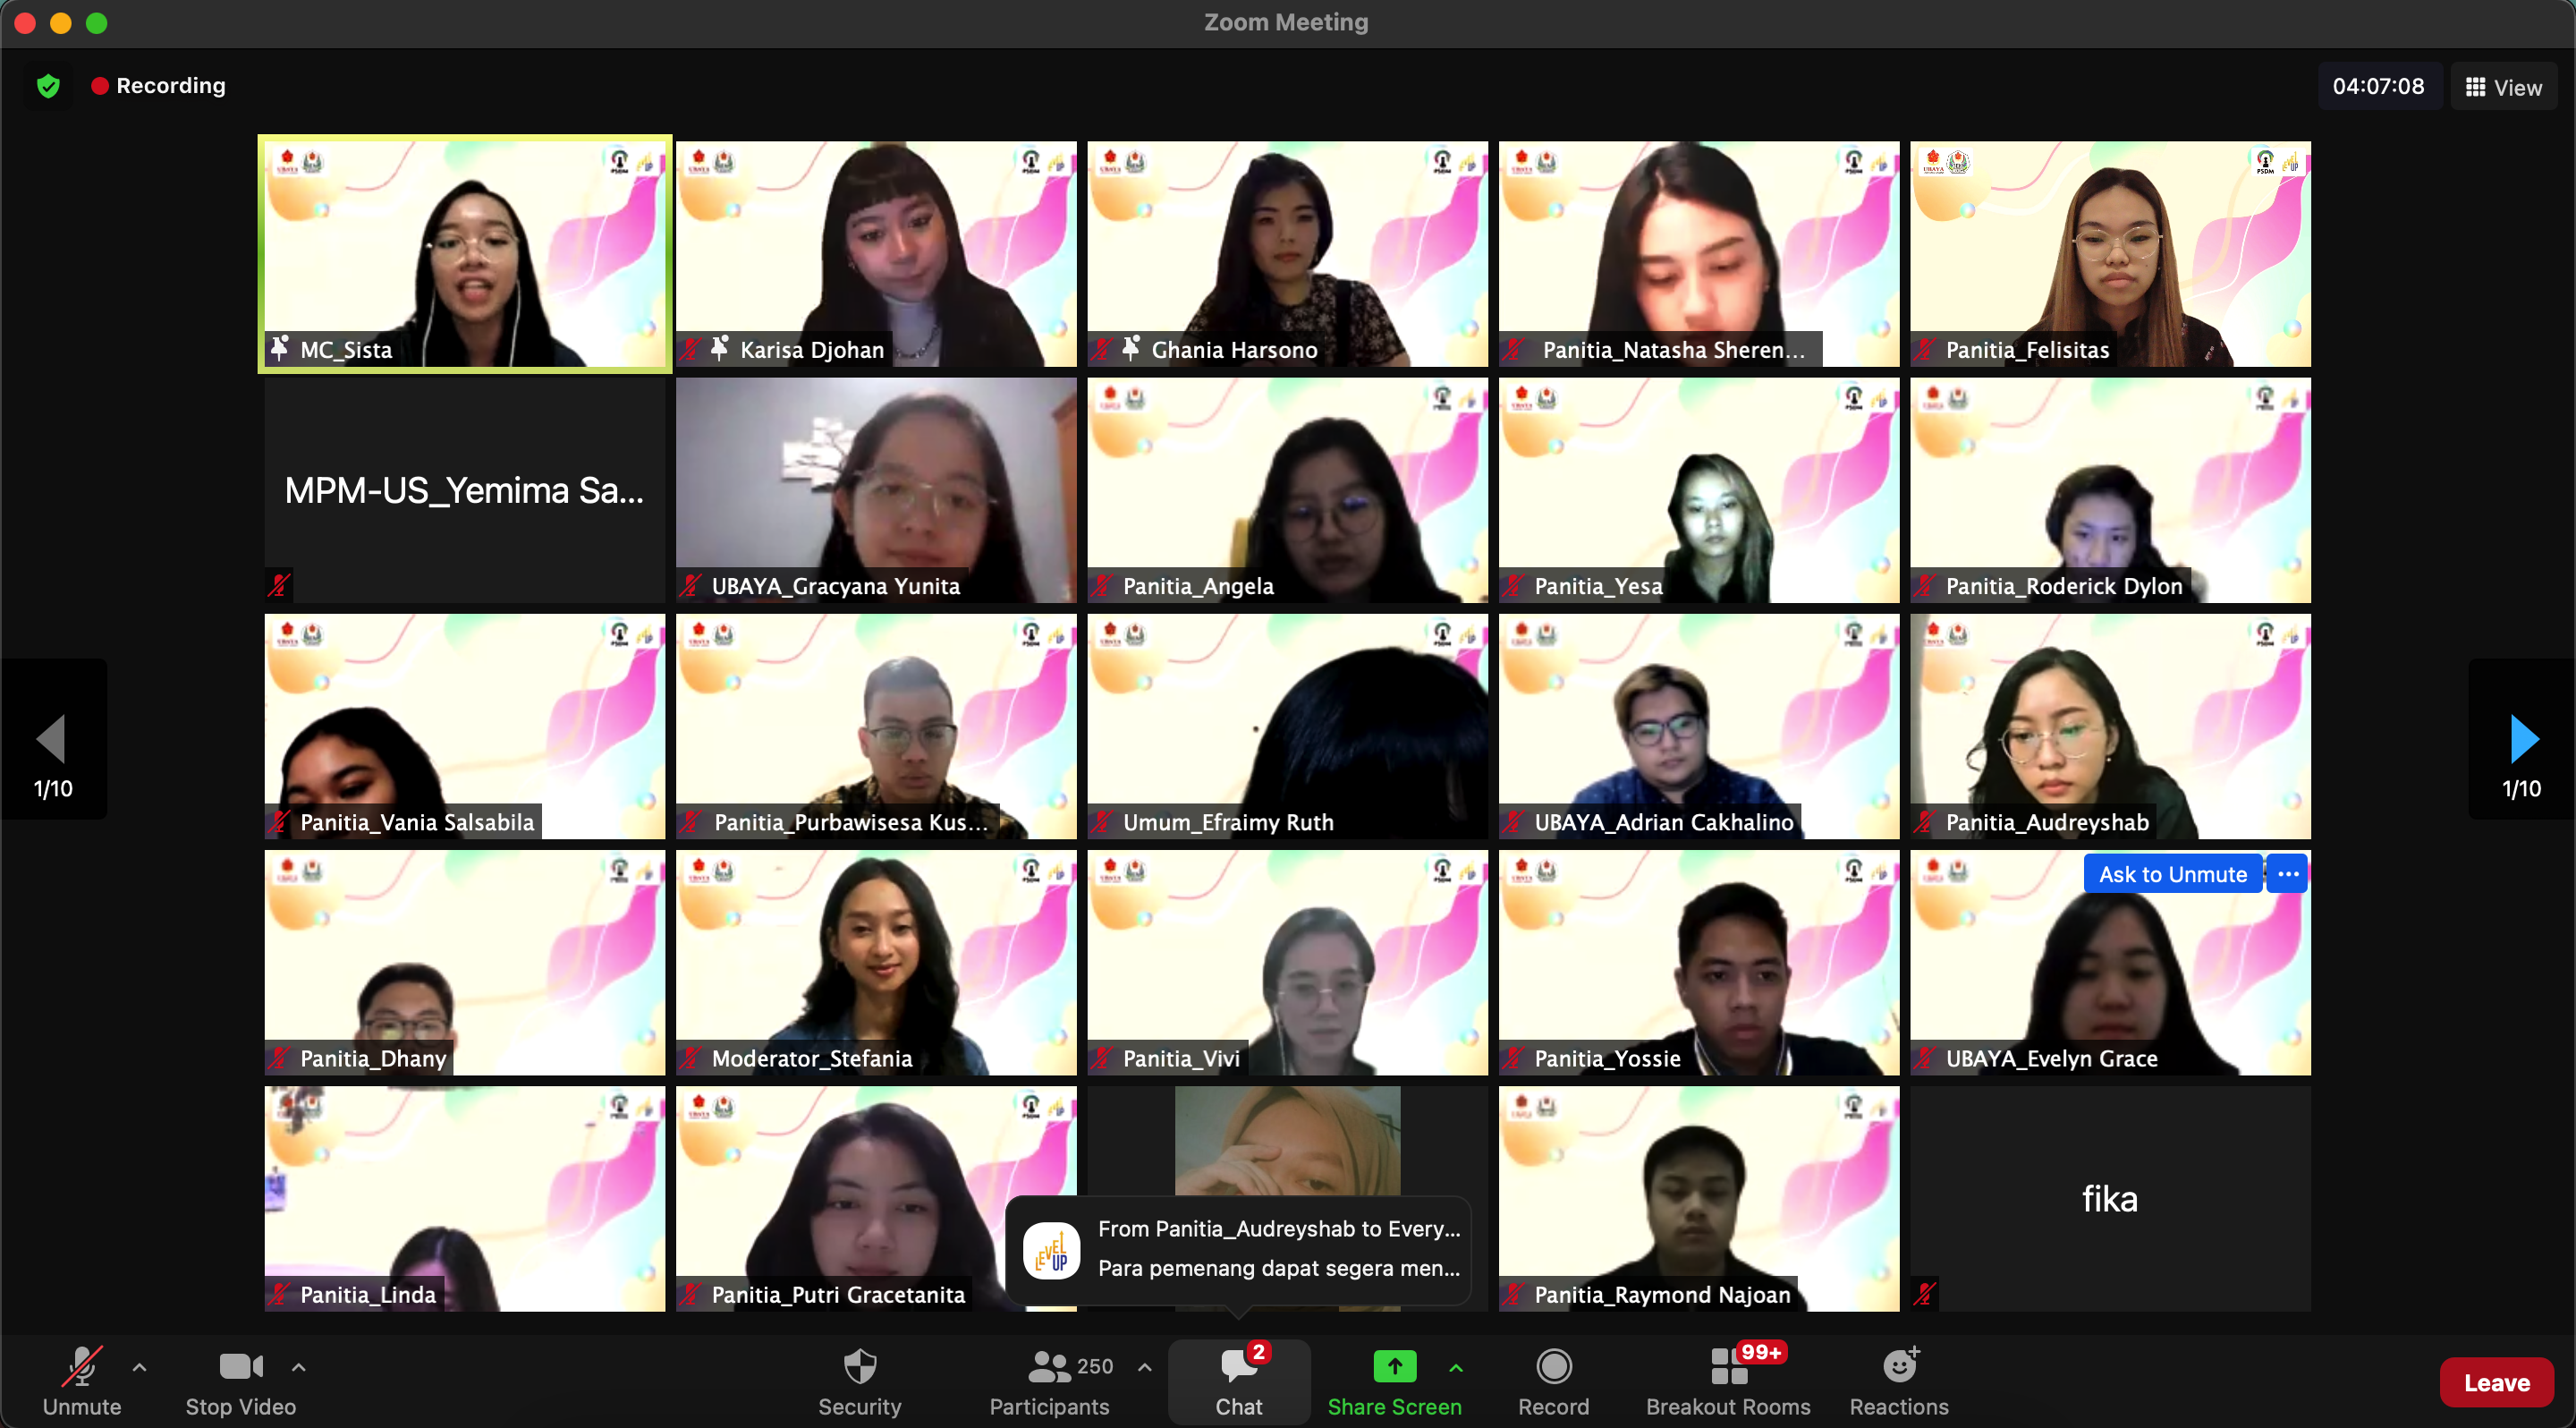 Zoom Meeting
Recording
04:07:08
View
MC_Sista
Karisa Djohan
Ghania Harsono
Panitia_Natasha Sheren...
Panitia_Felisitas
MPM-US_Yemima Sa...
UBAYA_Gracyana Yunita
Panitia_Angela
Panitia_Yesa
Panitia_Roderick Dylon
Panitia_Vania Salsabila
Panitia_Purbawisesa Kus...
Umum_Efraimy Ruth
UBAYA_Adrian Cakhalino
Panitia_Audreyshab
1/10
1/10
Ask to Unmute
Panitia_Dhany
Moderator_Stefania
Panitia_Vivi
Panitia_Yossie
UBAYA_Evelyn Grace
Panitia_Linda
Panitia_Putri Gracetanita
LEVEL UP
From Panitia_Audreyshab to Every...
Para pemenang dapat segera men...
Panitia_Raymond Najoan
fika
Unmute
Stop Video
Security
250
Participants
2
Chat
Share Screen
Record
99+
Breakout Rooms
Reactions
Leave